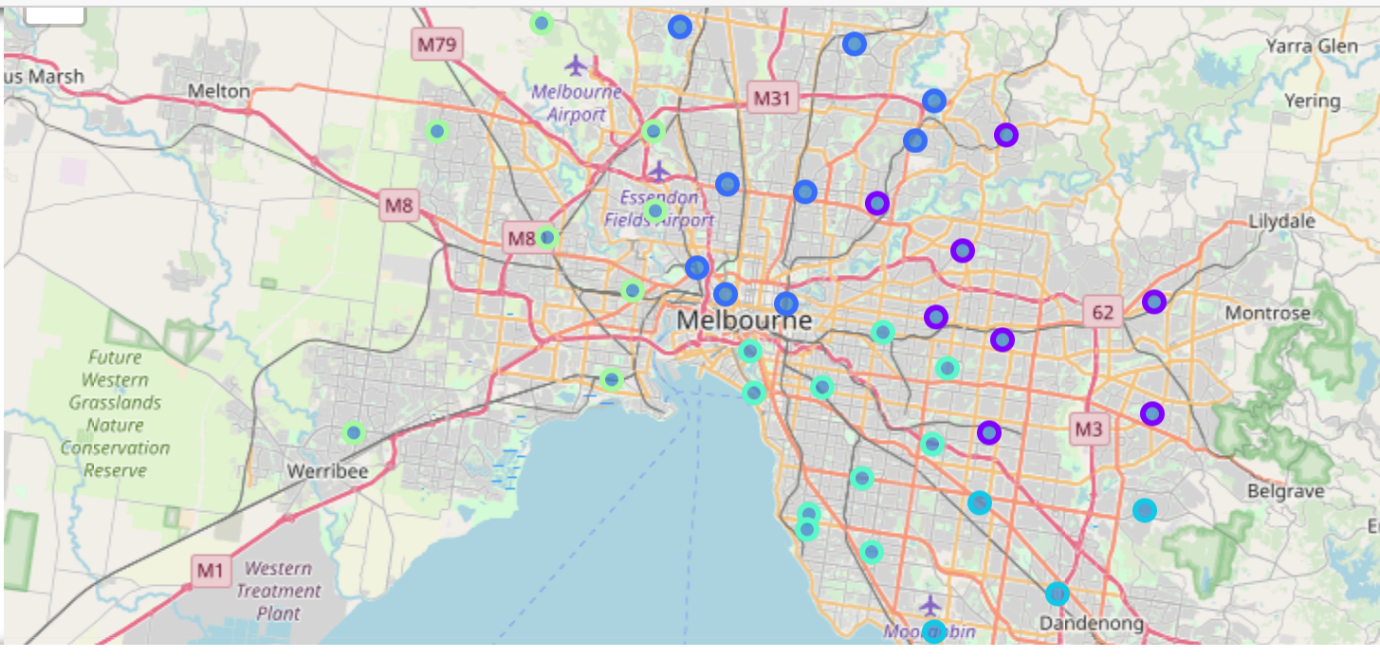 M79
Yarra Glen
us Marsh
Melton
Melbourne
Airport
M31
Yering
M8
Essendon
Fields Airport
M8
Lilydale
Melbourne
62
Montrose
Future
Western
Grasslands
Nature
Conservation
Reserve
M3
Werribee
Belgrave
M1
Western
Treatment
Plant
Dandenong